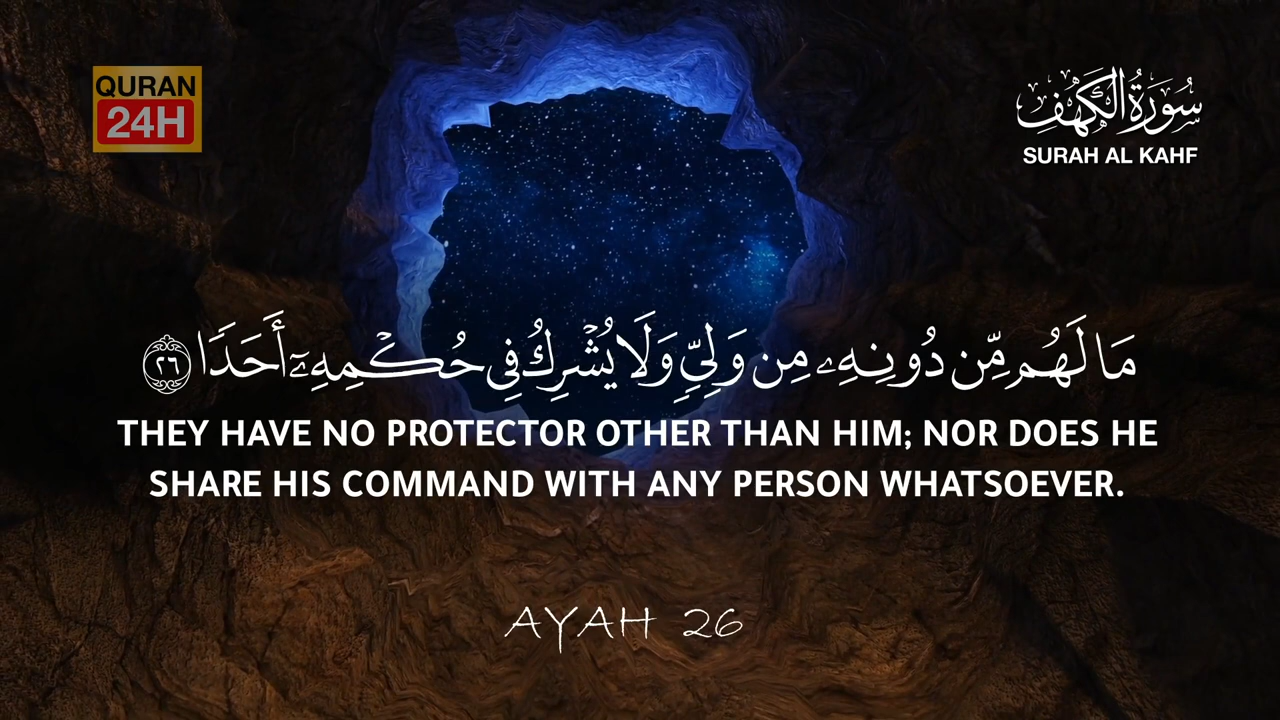 QURAN
24H
سُورَةُ الكَهْفِ
SURAH AL KAHF
مَا لَهُم مِّن دُونِهِۦ مِن وَلِيٍّ وَلَا يُشْرِكُ فِى حُكْمِهِۦٓ أَحَدًا ٢٦
THEY HAVE NO PROTECTOR OTHER THAN HIM; NOR DOES HE
SHARE HIS COMMAND WITH ANY PERSON WHATSOEVER.
AYAH 26